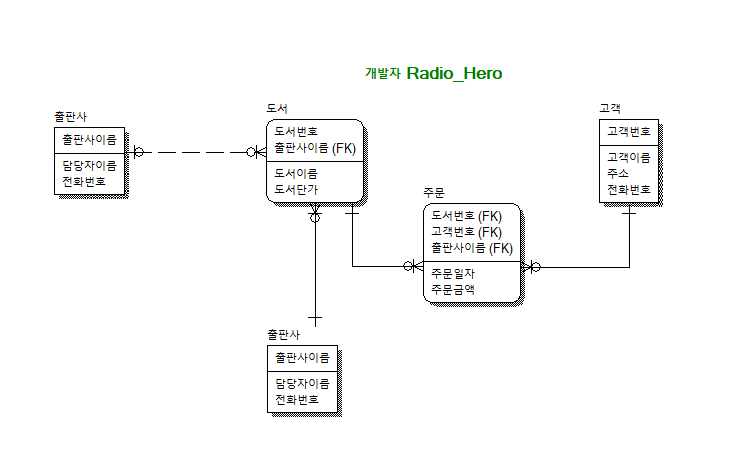 개발자 Radio_Hero
출판사
출판사이름
담당자이름
전화번호
도서
도서번호
출판사이름 (FK)
도서이름
도서단가
고객
고객번호
고객이름
주소
전화번호
주문
도서번호 (FK)
고객번호 (FK)
출판사이름 (FK)
주문일자
주문금액
출판사
출판사이름
담당자이름
전화번호